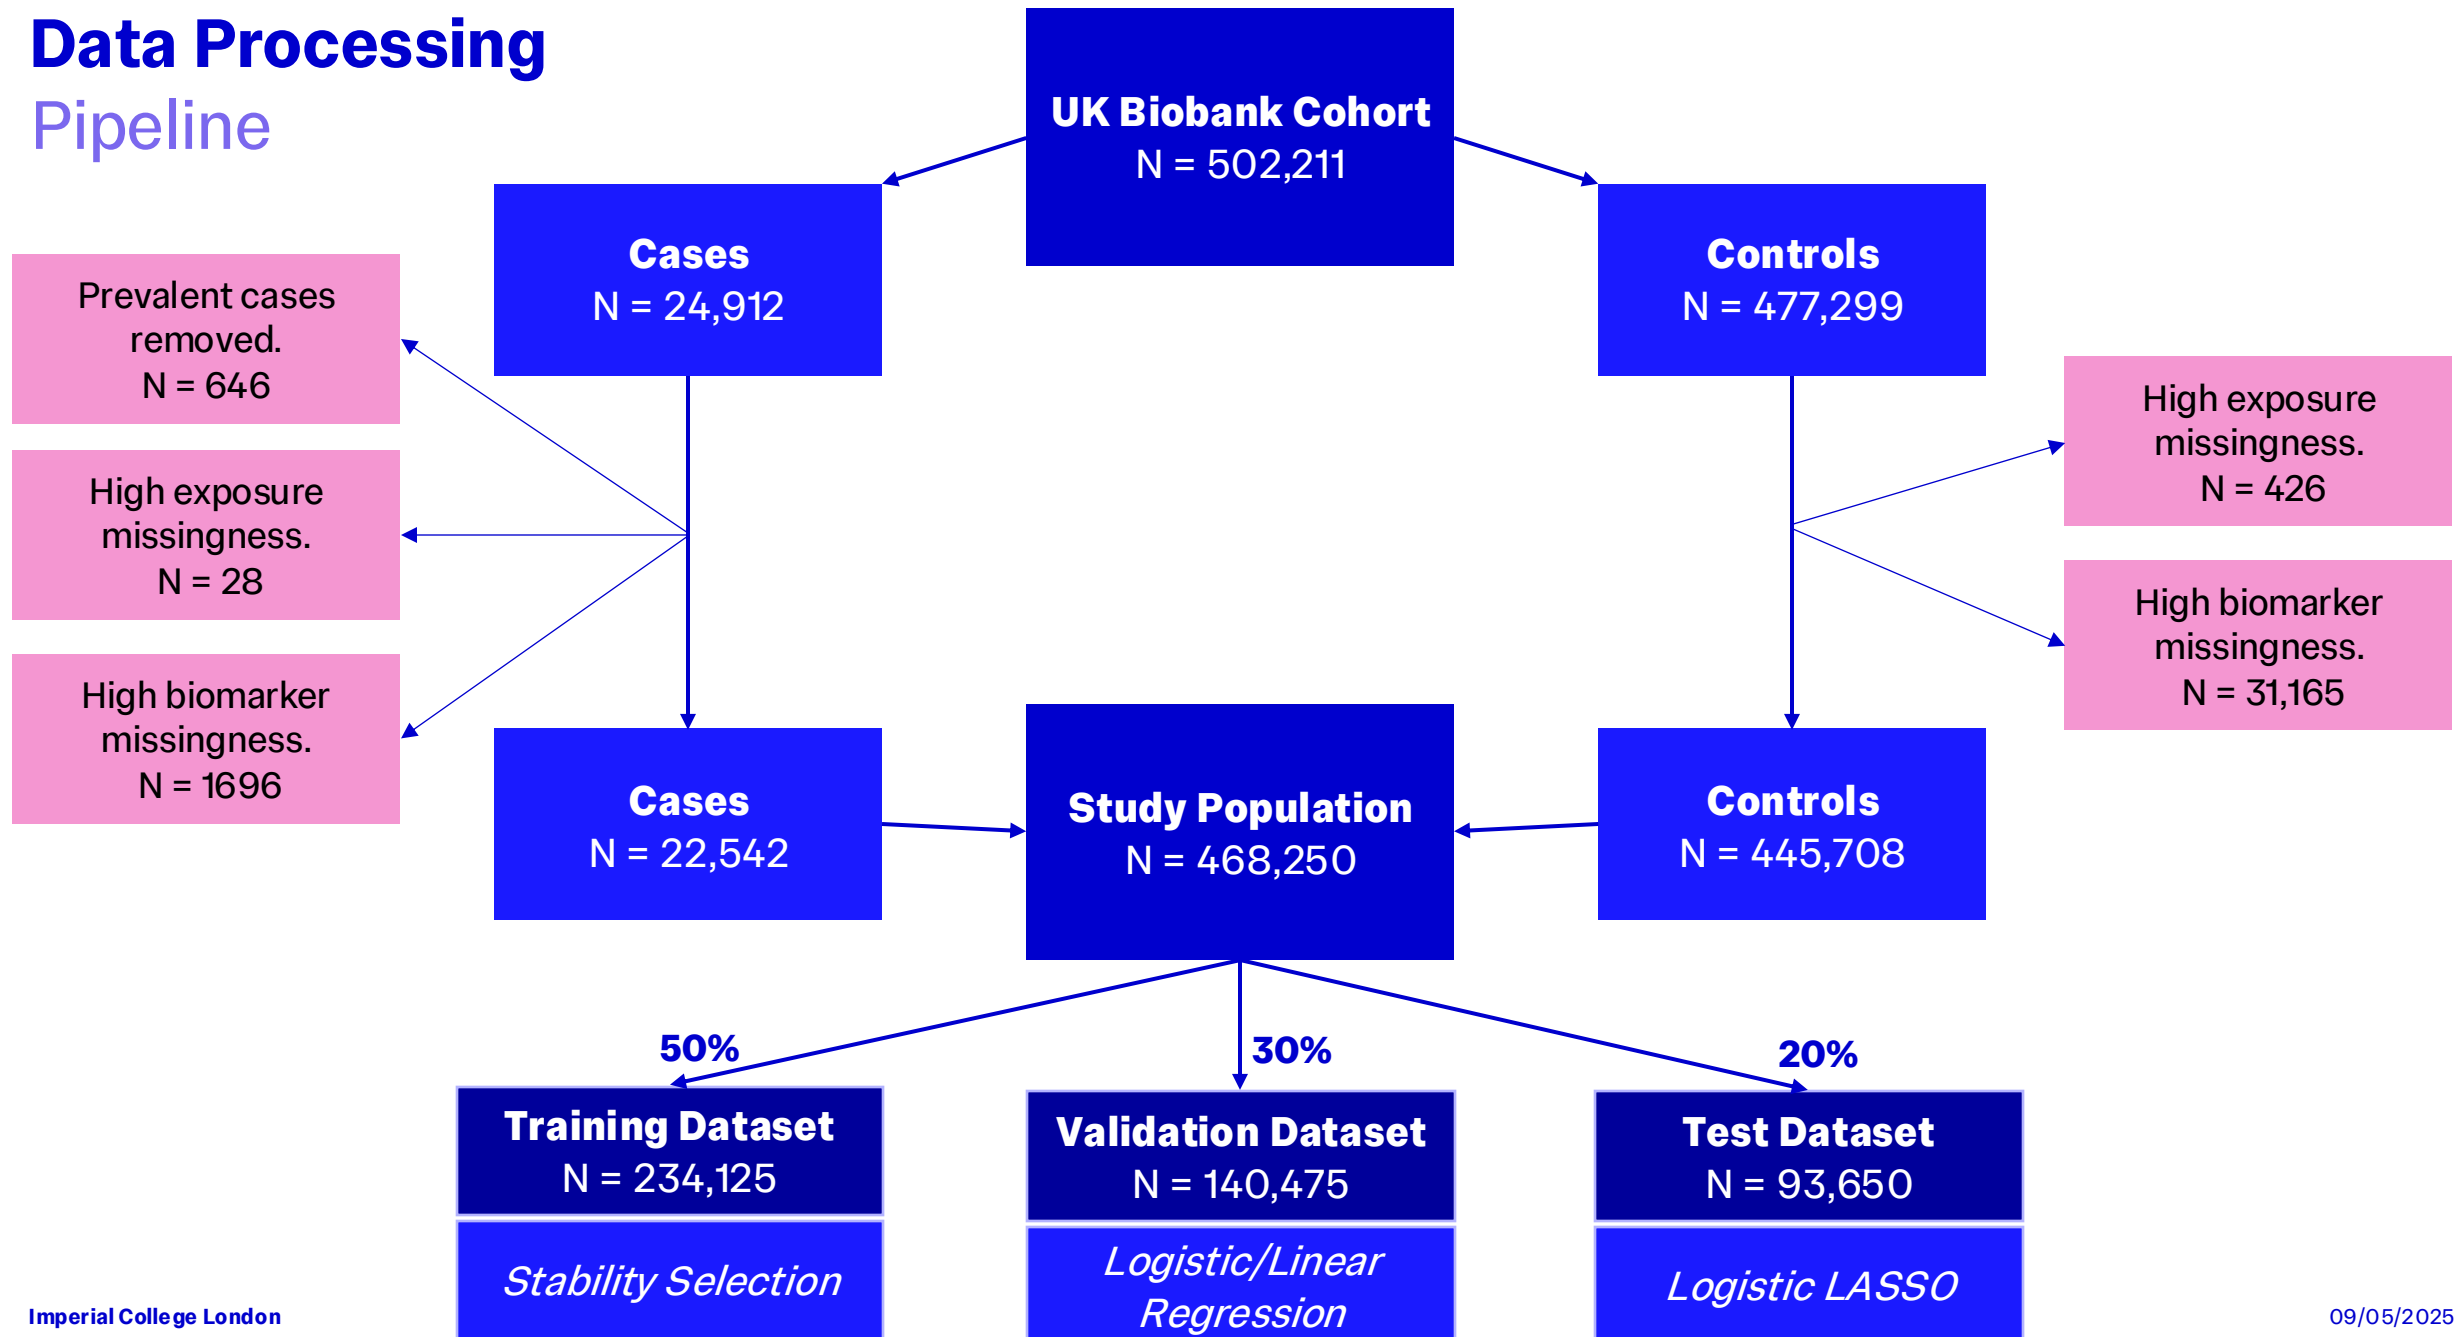 Data Processing
Pipeline
UK Biobank Cohort
N = 502,211
Cases
N = 24,912
Controls
N = 477,299
Prevalent cases
removed.
N = 646
High exposure
missingness.
N = 28
High biomarker
missingness.
N = 1696
High exposure
missingness.
N = 426
High biomarker
missingness.
N = 31,165
Cases
N = 22,542
Study Population
N = 468,250
Controls
N = 445,708
50%
30%
20%
Training Dataset
N = 234,125
Stability Selection
Validation Dataset
N = 140,475
Logistic/Linear
Regression
Test Dataset
N = 93,650
Logistic LASSO
Imperial College London
09/05/2025